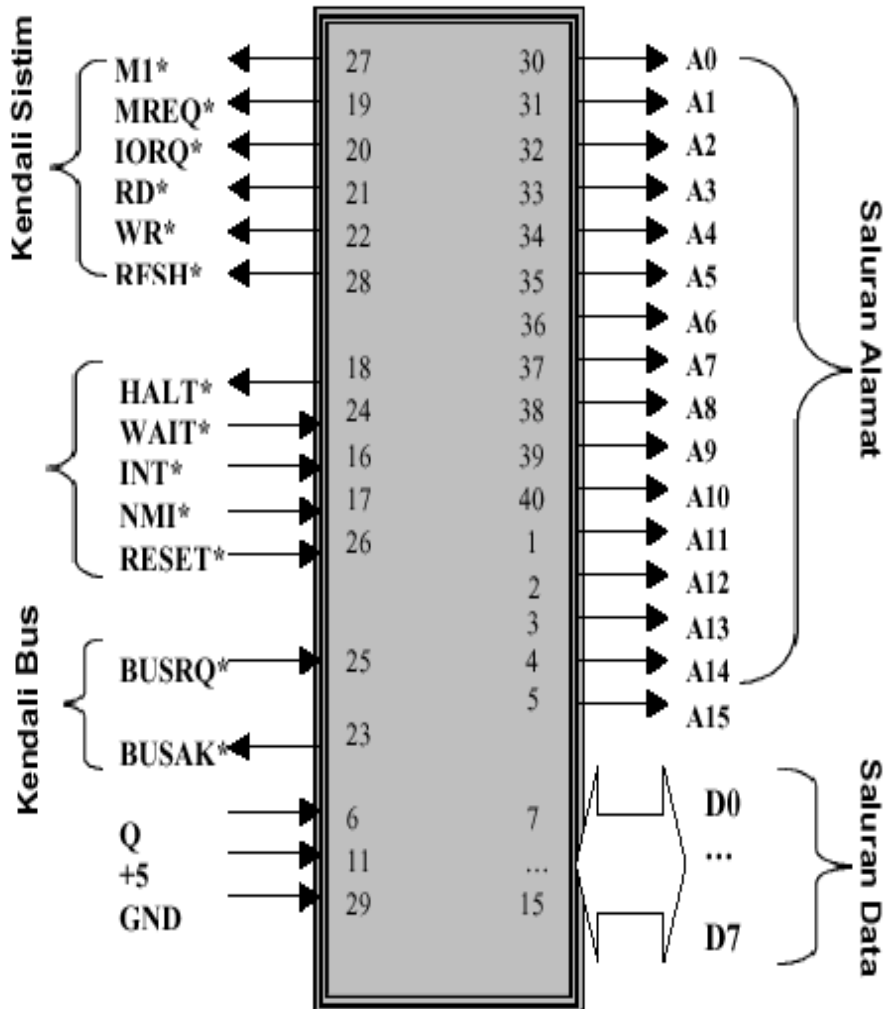 Kendali Sistim
M1*
MREQ*
IORQ*
RD*
WR*
RFSH*
HALT*
WAIT*
INT*
NMI*
RESET*
Kendali Bus
BUSRQ*
BUSAK*
Q
+5
GND
27
19
20
21
22
28
18
24
16
17
26
25
23
6
11
29
30
31
32
33
34
35
36
37
38
39
40
1
2
3
4
5
7
...
15
A0
A1
A2
A3
A4
A5
A6
A7
A8
A9
A10
A11
A12
A13
A14
A15
Saluran Alamat
D0
...
D7
Saluran Data